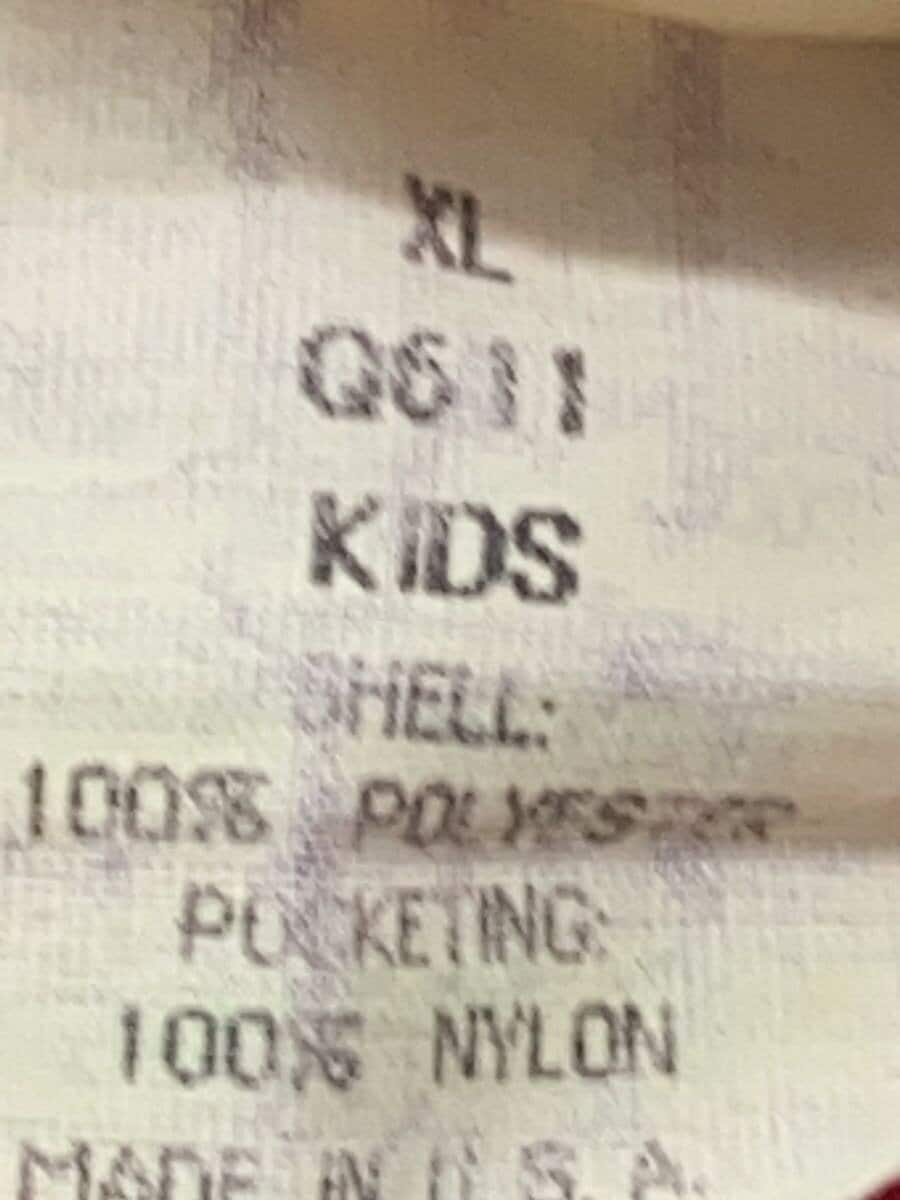 XL
Q611
KIDS
SHELL:
100% POLYESTER
POCKETING:
100% NYLON
MADE IN U.S.A.